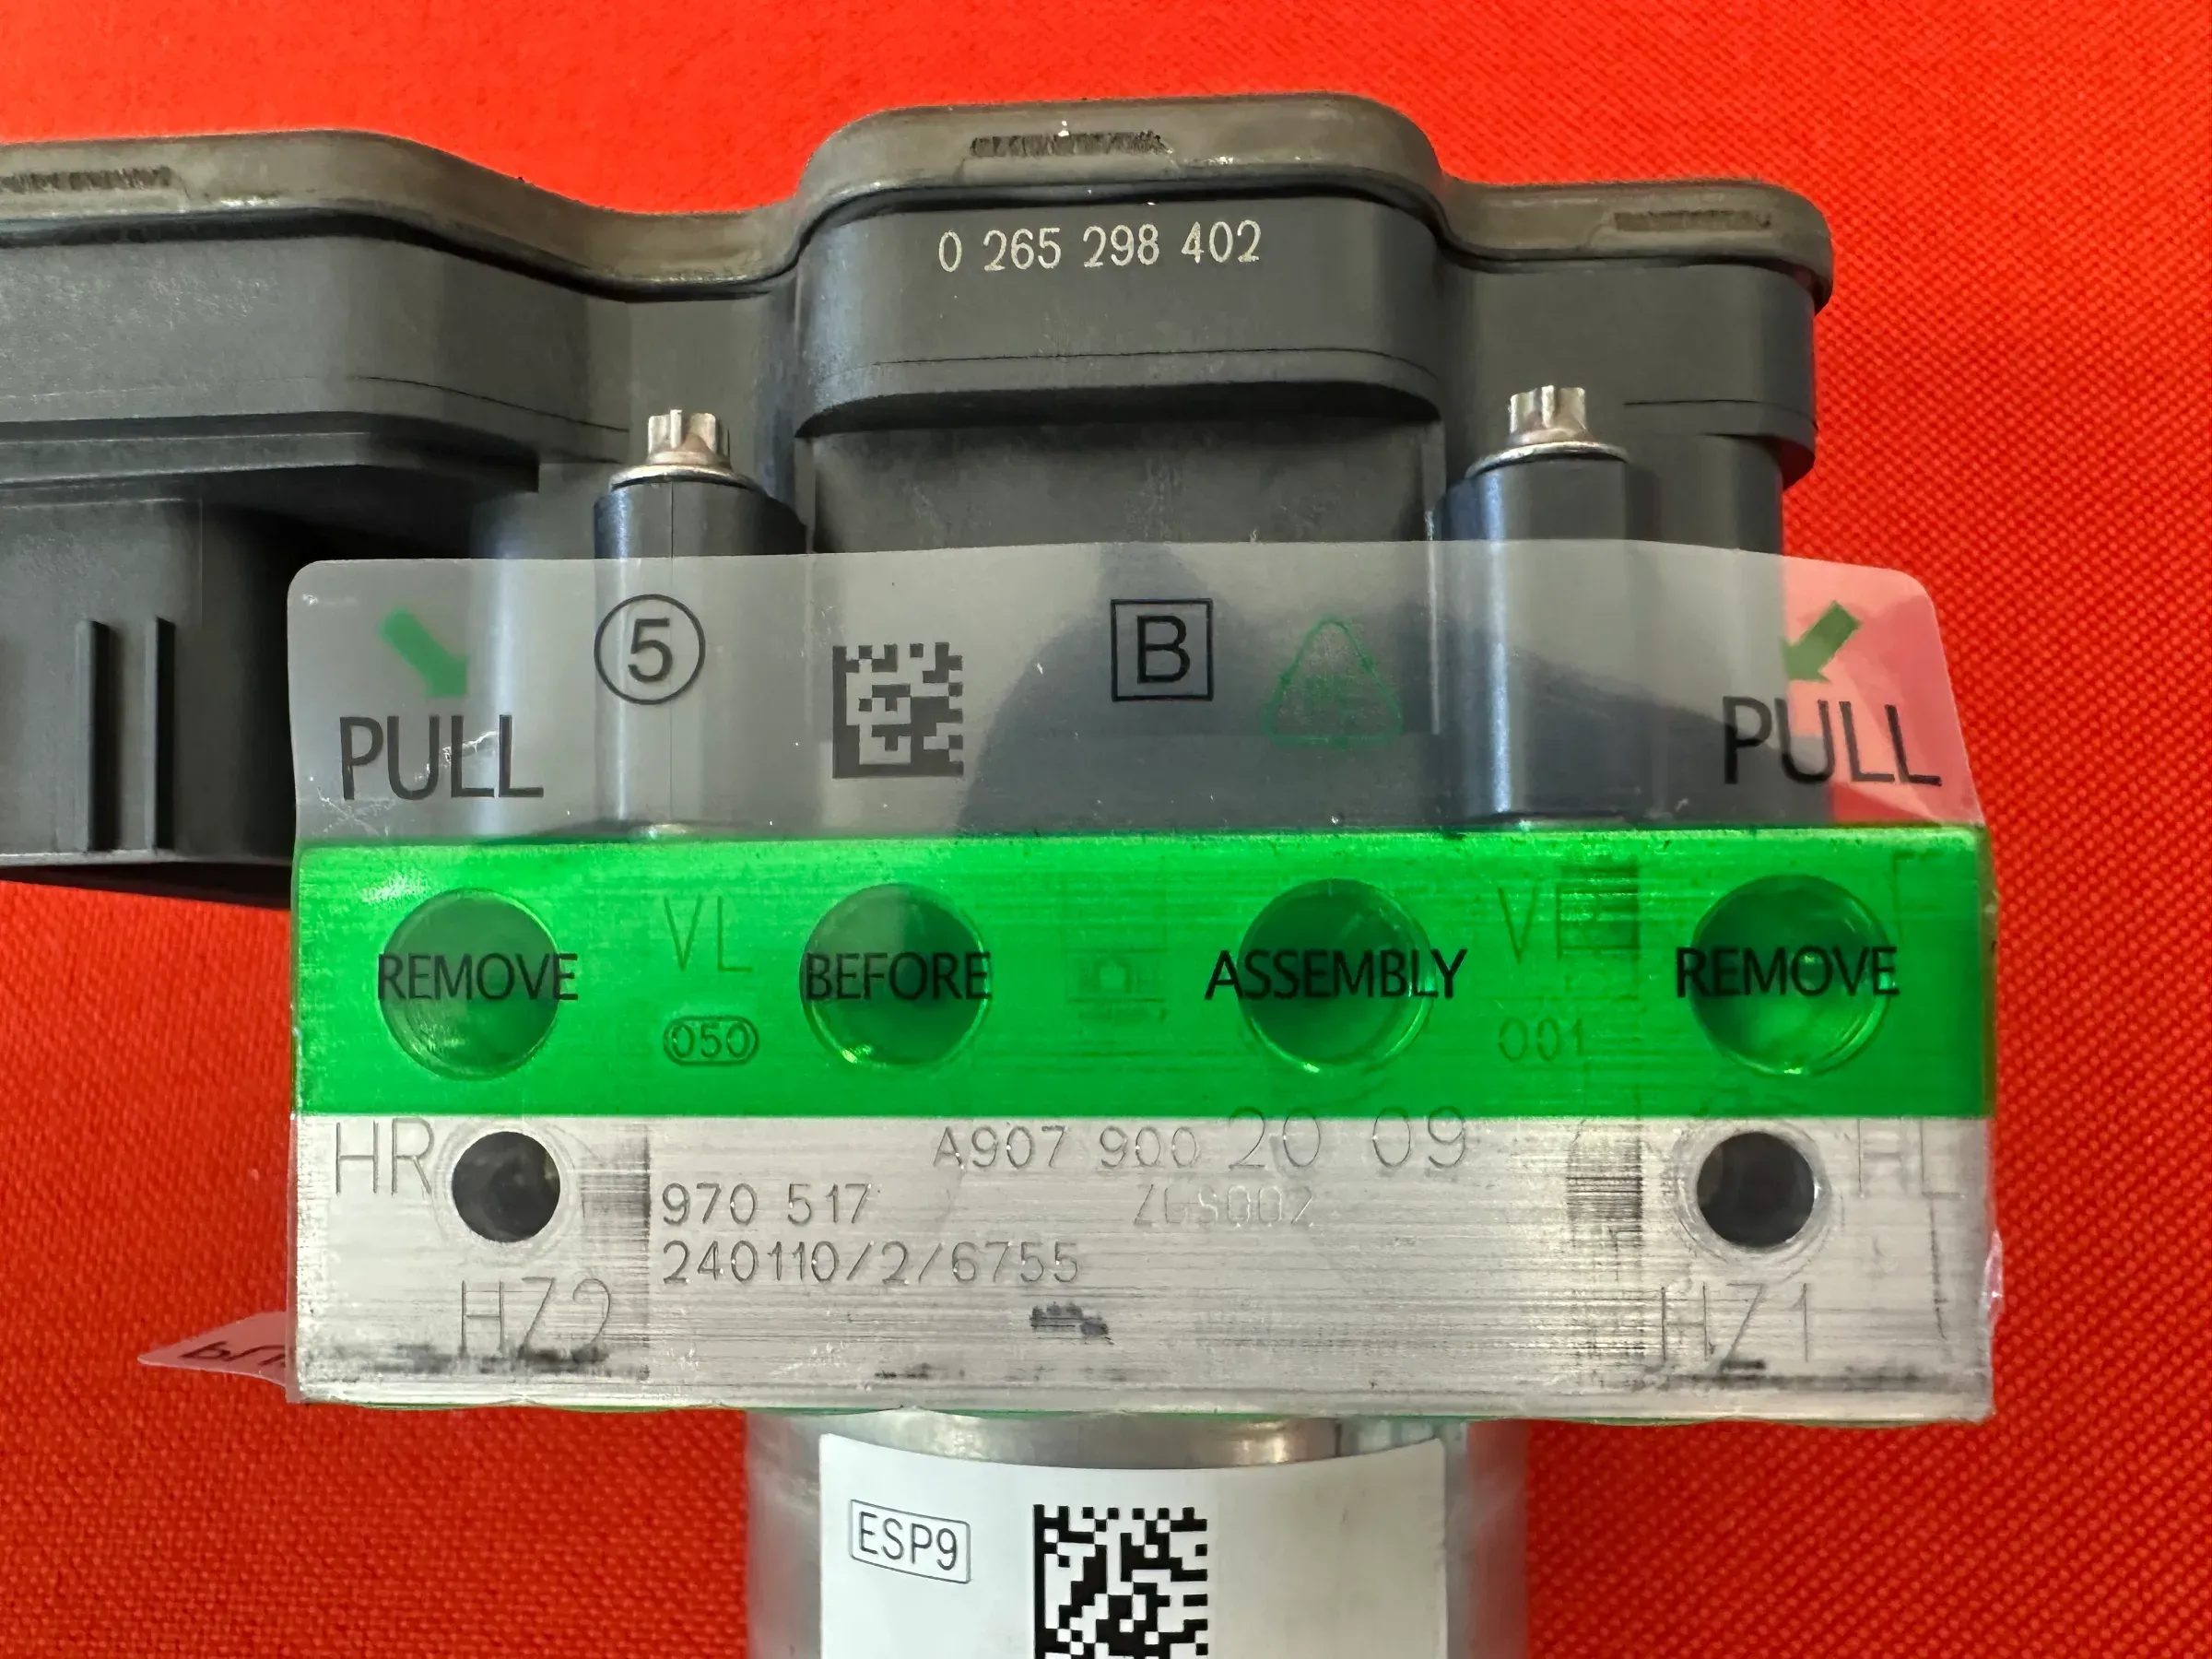 0 265 298 402
5
B
PULL
PULL
REMOVE BEFORE ASSEMBLY REMOVE
VL
050
001
HR
A907 900 20 09
HL
970 517
ZGS002
240110/2/6755
HZ2
HZ1
ESP9